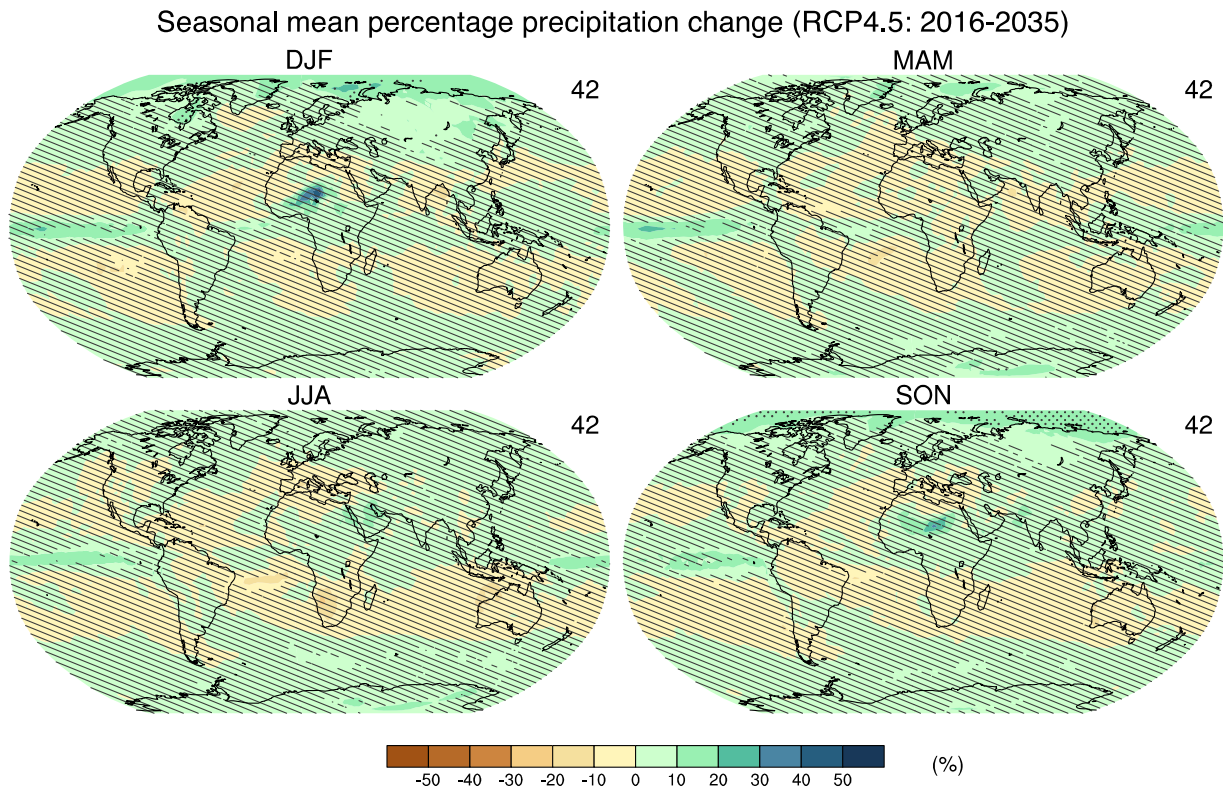 Seasonal mean percentage precipitation change (RCP4.5: 2016-2035)
DJF
42
MAM
42
JJA
42
SON
42
-50 -40 -30 -20 -10 0 10 20 30 40 50 (%)